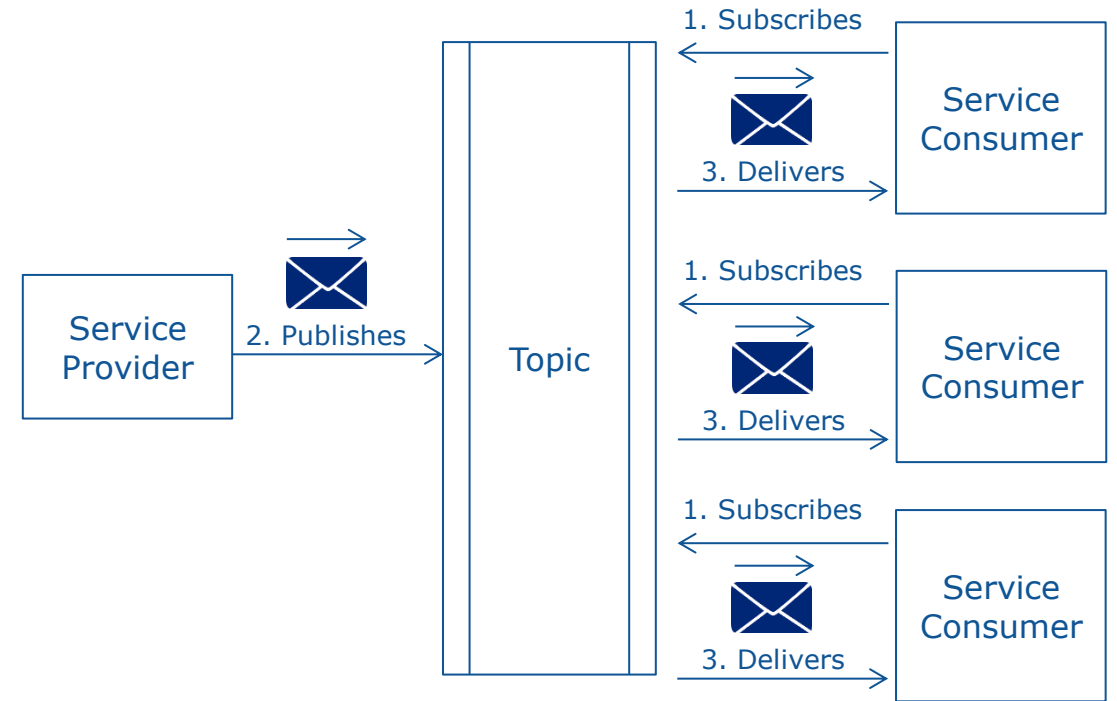 1. Subscribes
Service
Consumer
3. Delivers
Service
Provider
2. Publishes
Topic
1. Subscribes
Service
Consumer
3. Delivers
1. Subscribes
Service
Consumer
3. Delivers